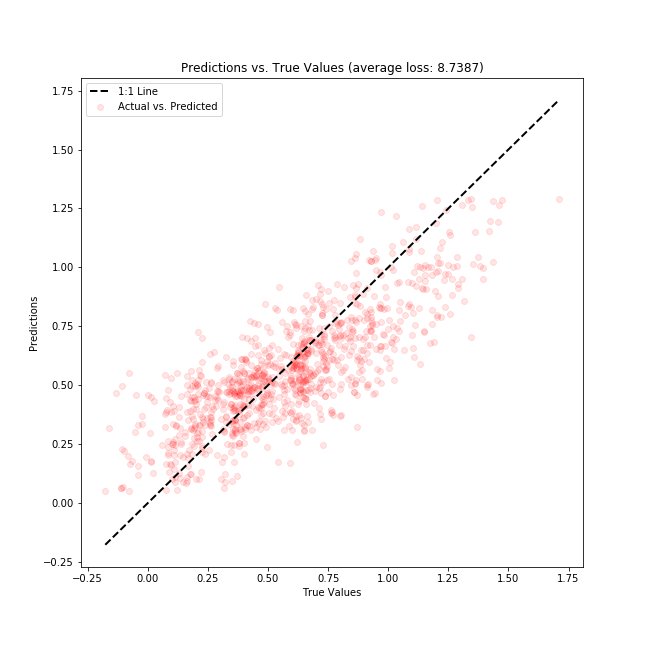 Predictions vs. True Values (average loss: 8.7387)
1:1 Line
Actual vs. Predicted
1.75
1.50
1.25
1.00
0.75
0.50
0.25
0.00
−0.25
Predictions
−0.25 0.00 0.25 0.50 0.75 1.00 1.25 1.50 1.75
True Values